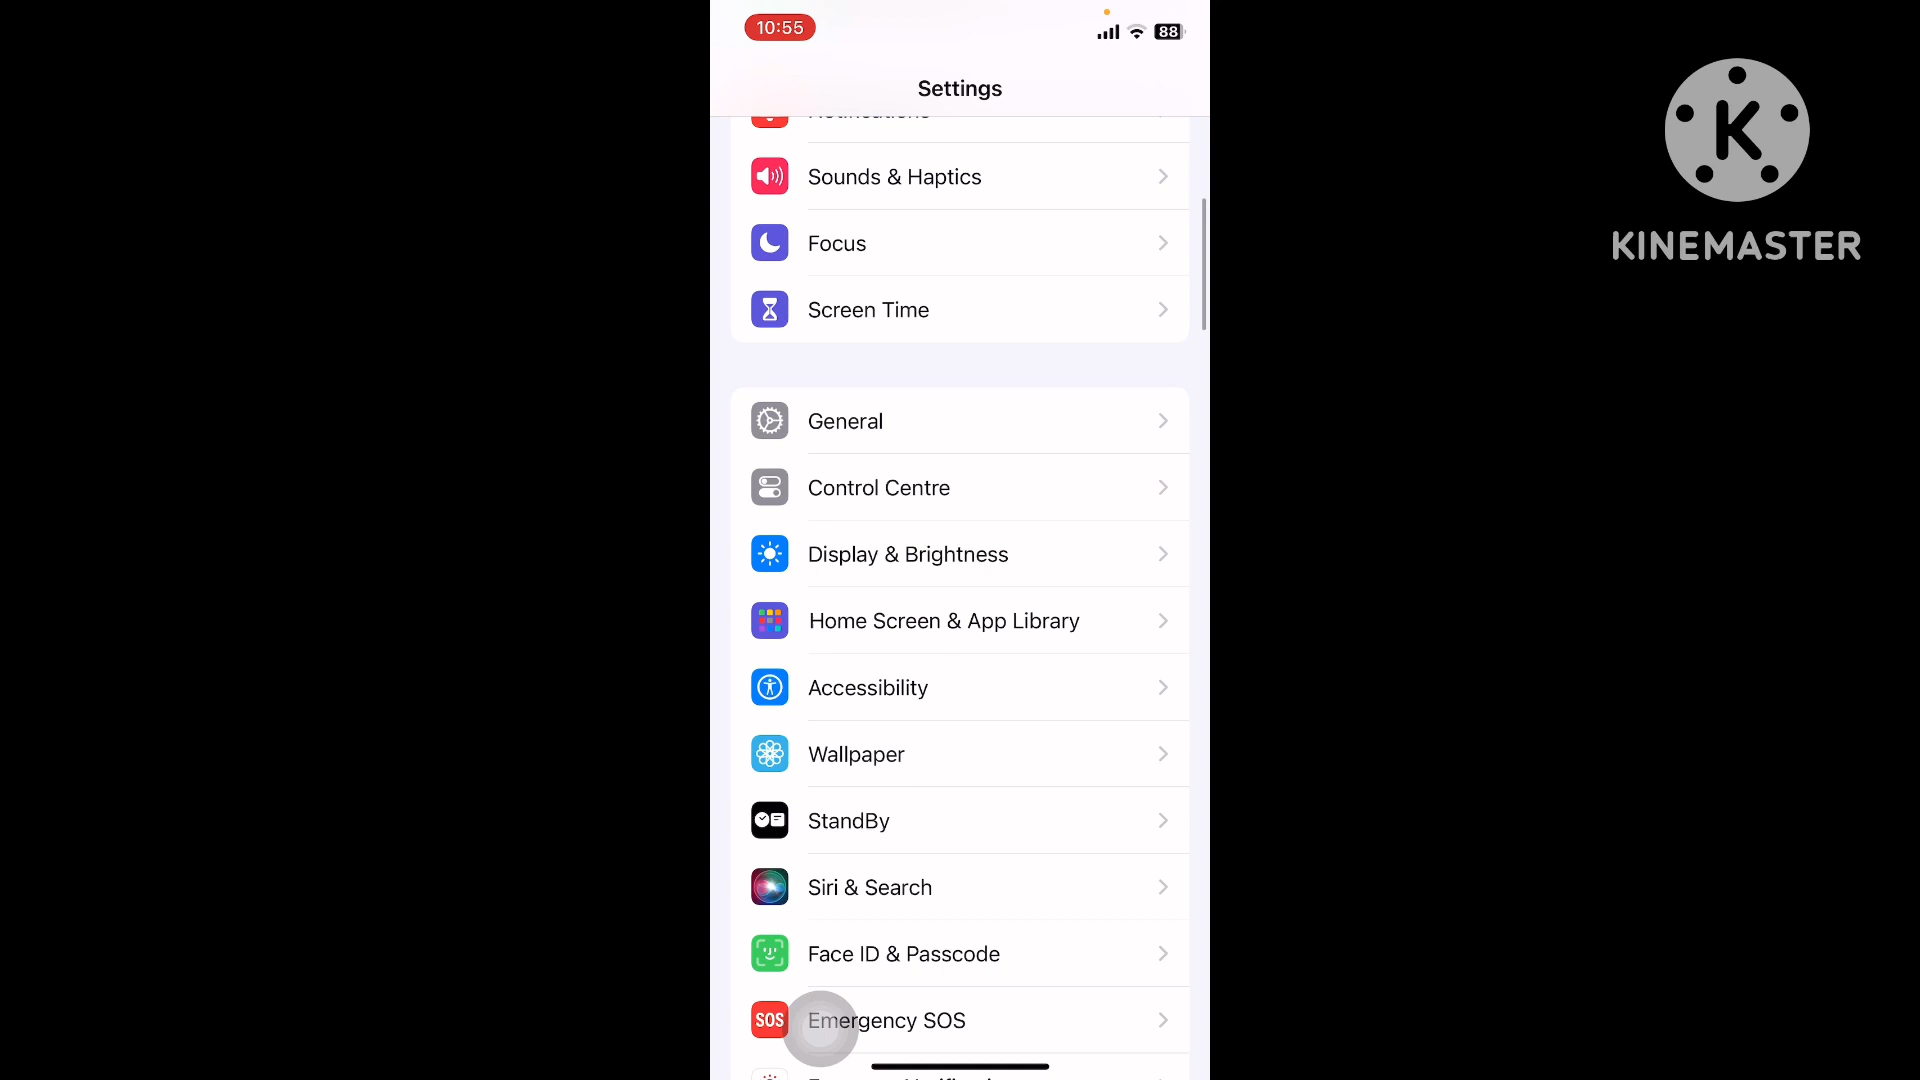 10:55
88
Settings
K
KINEMASTER
Sounds & Haptics
Focus
Screen Time
General
Control Centre
Display & Brightness
Home Screen & App Library
Accessibility
Wallpaper
StandBy
Siri & Search
Face ID & Passcode
SOS
Emergency SOS